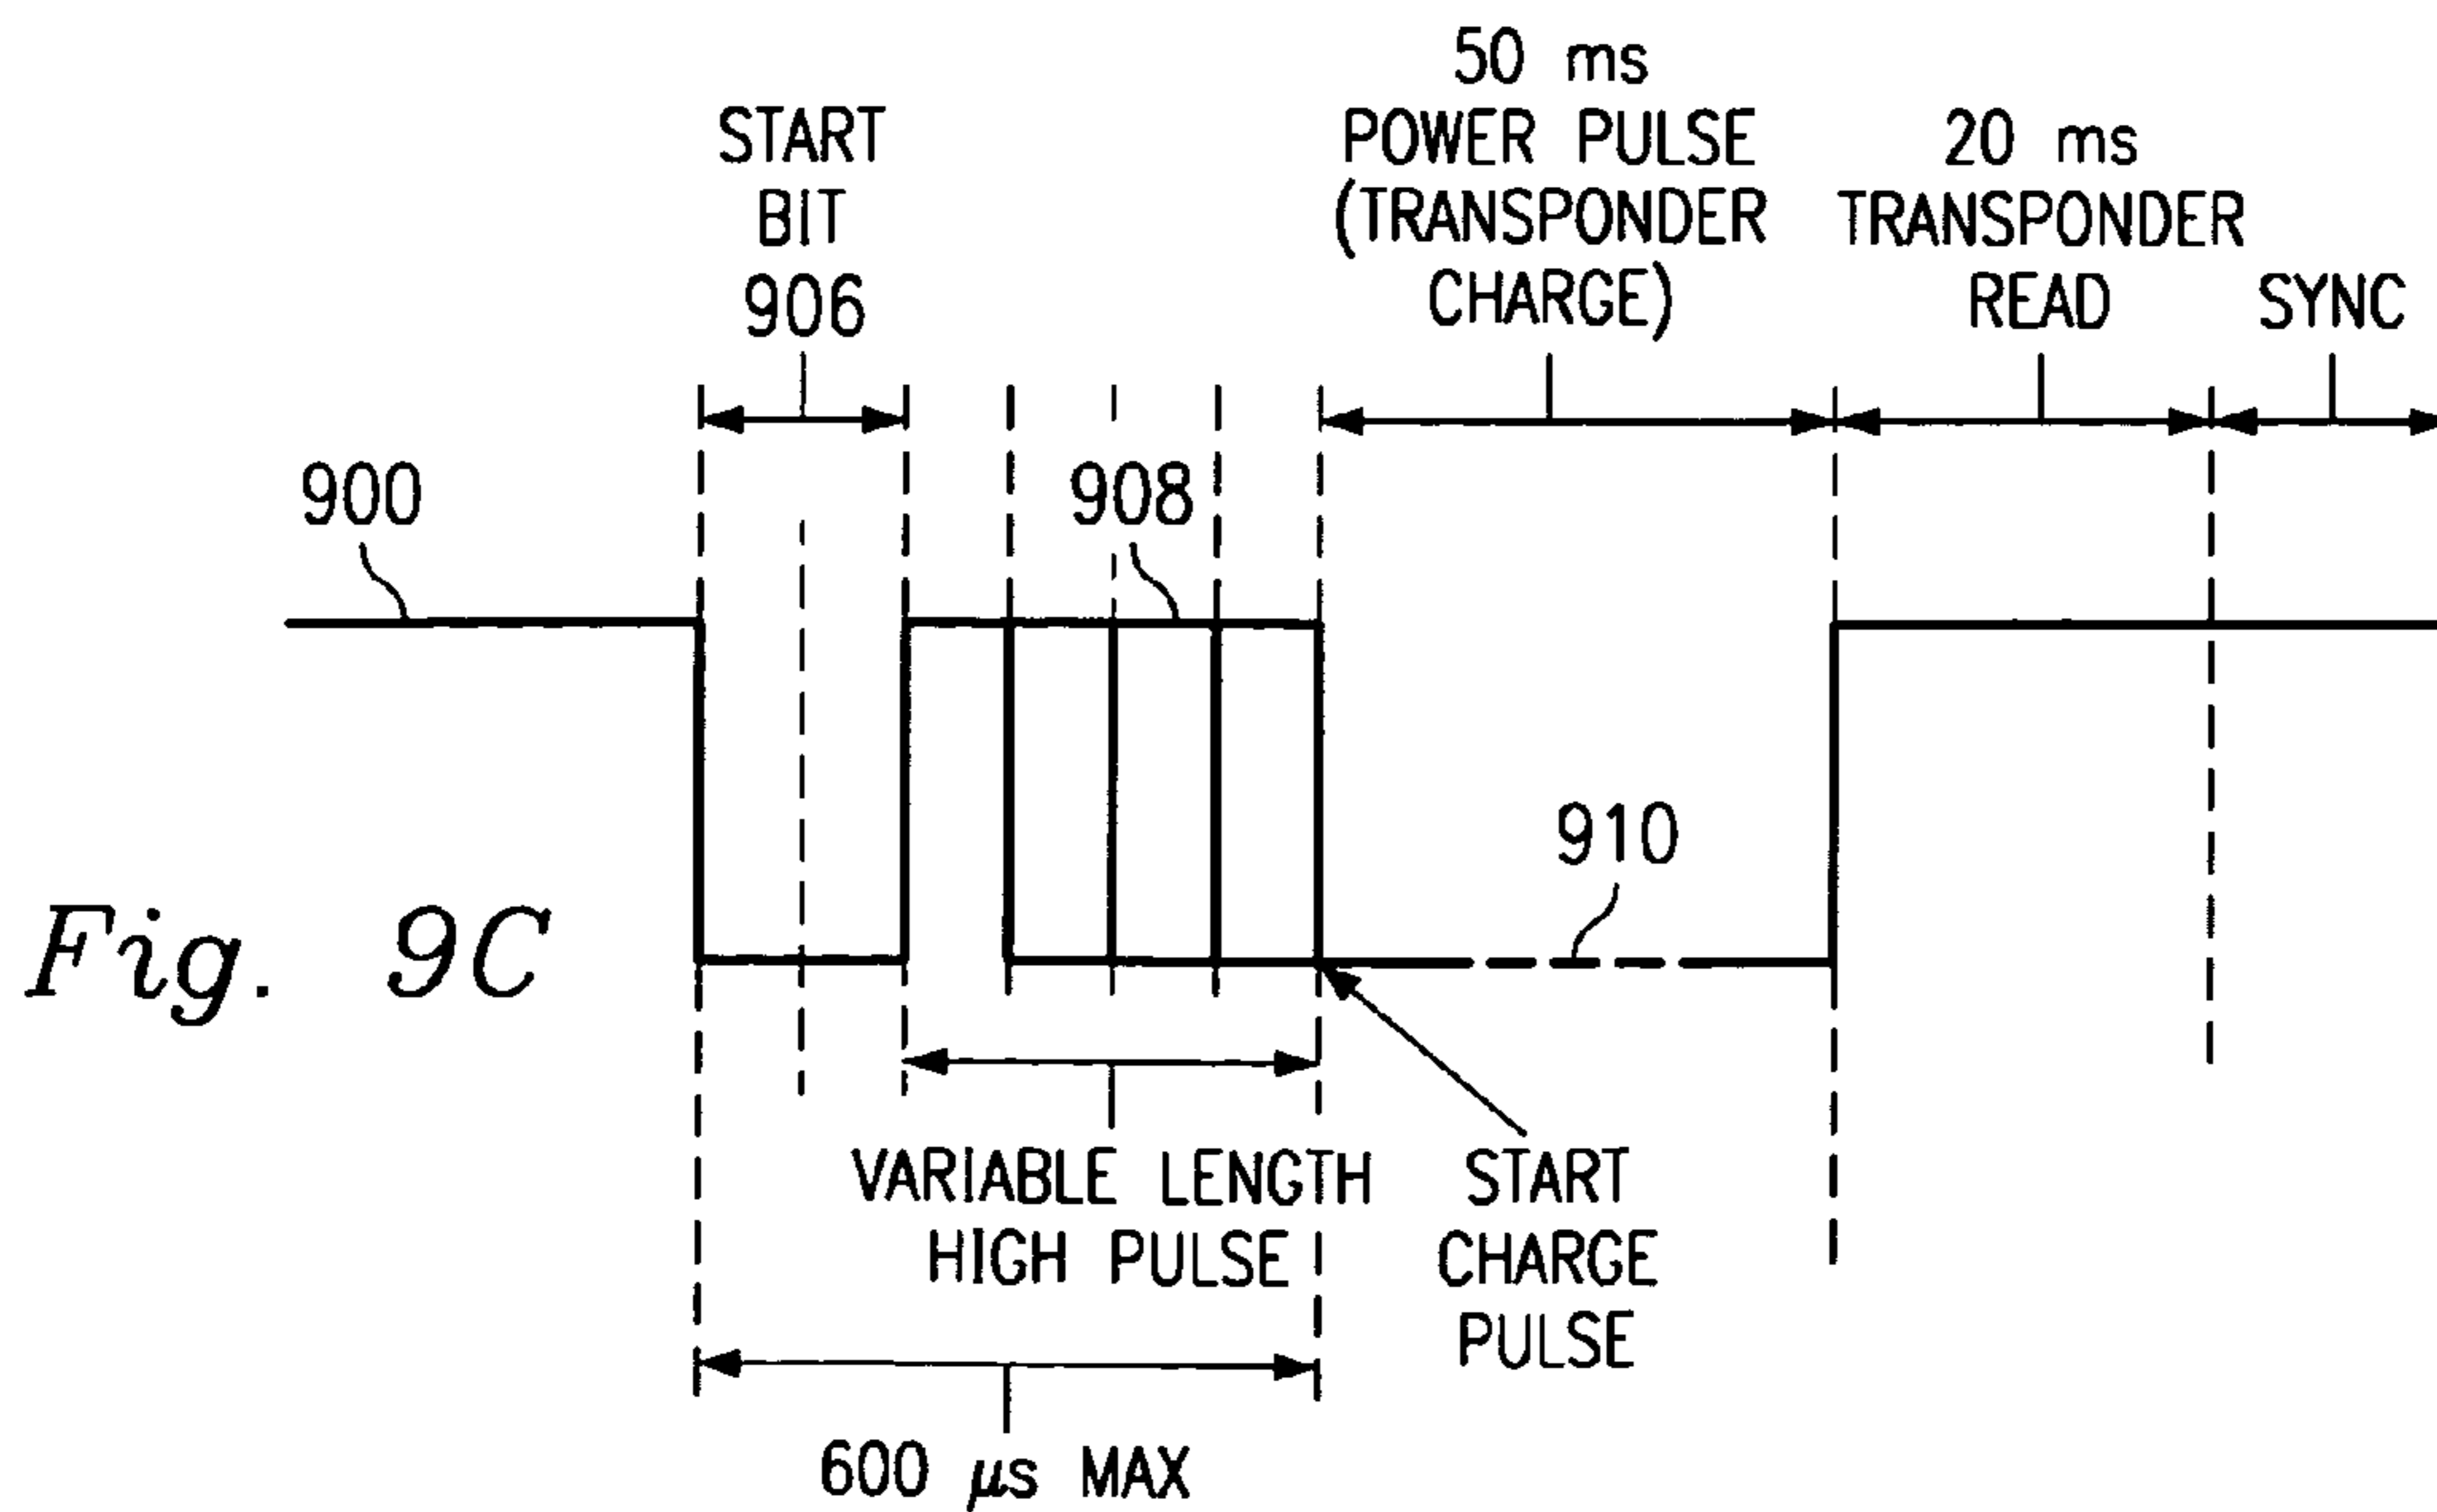 50 ms
POWER PULSE
(TRANSPONDER
CHARGE)
START
BIT
906
20 ms
TRANSPONDER
READ
SYNC
900
908
910
Fig. 9C
VARIABLE LENGTH
HIGH PULSE
START
CHARGE
PULSE
600 µs MAX